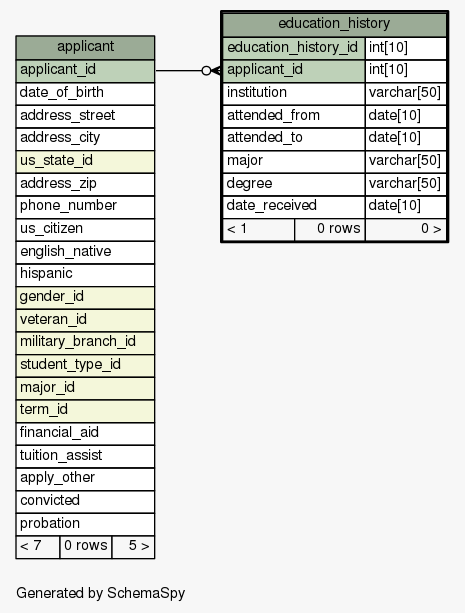 applicant
applicant_id
date_of_birth
address_street
address_city
us_state_id
address_zip
phone_number
us_citizen
english_native
hispanic
gender_id
veteran_id
military_branch_id
student_type_id
major_id
term_id
financial_aid
tuition_assist
apply_other
convicted
probation
< 7 0 rows 5 >
education_history
education_history_id int[10]
applicant_id int[10]
institution varchar[50]
attended_from date[10]
attended_to date[10]
major varchar[50]
degree varchar[50]
date_received date[10]
< 1 0 rows 0 >
Generated by SchemaSpy